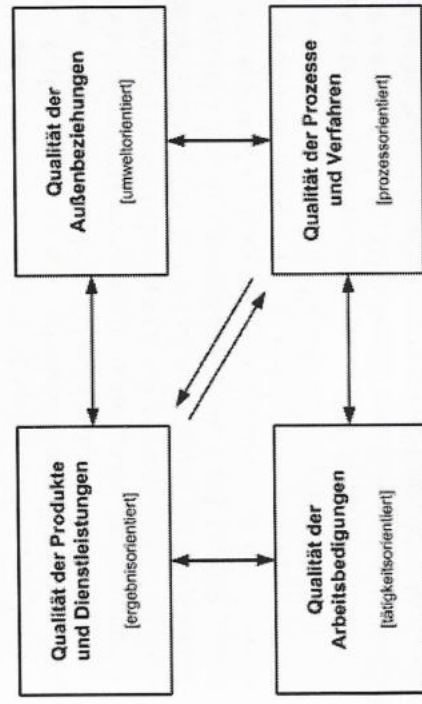 Qualität der Produkte
und Dienstleistungen
[ergebnisorientiert]
Qualität der
Außenbeziehungen
[umweltorientiert]
Qualität der
Arbeitsbedigungen
[tätigkeitsorientiert]
Qualität der Prozesse
und Verfahren
[prozessorientiert]